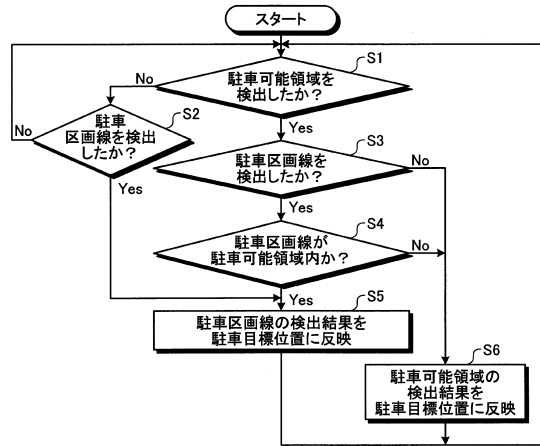 スタート
S1
駐車可能領域を
検出したか?
No
Yes
S2
駐車
区画線を検出
したか?
No
Yes
S3
駐車区画線を
検出したか?
No
Yes
S4
駐車区画線が
駐車可能領域内か?
No
Yes
S5
駐車区画線の検出結果を
駐車目標位置に反映
S6
駐車可能領域の
検出結果を
駐車目標位置に反映